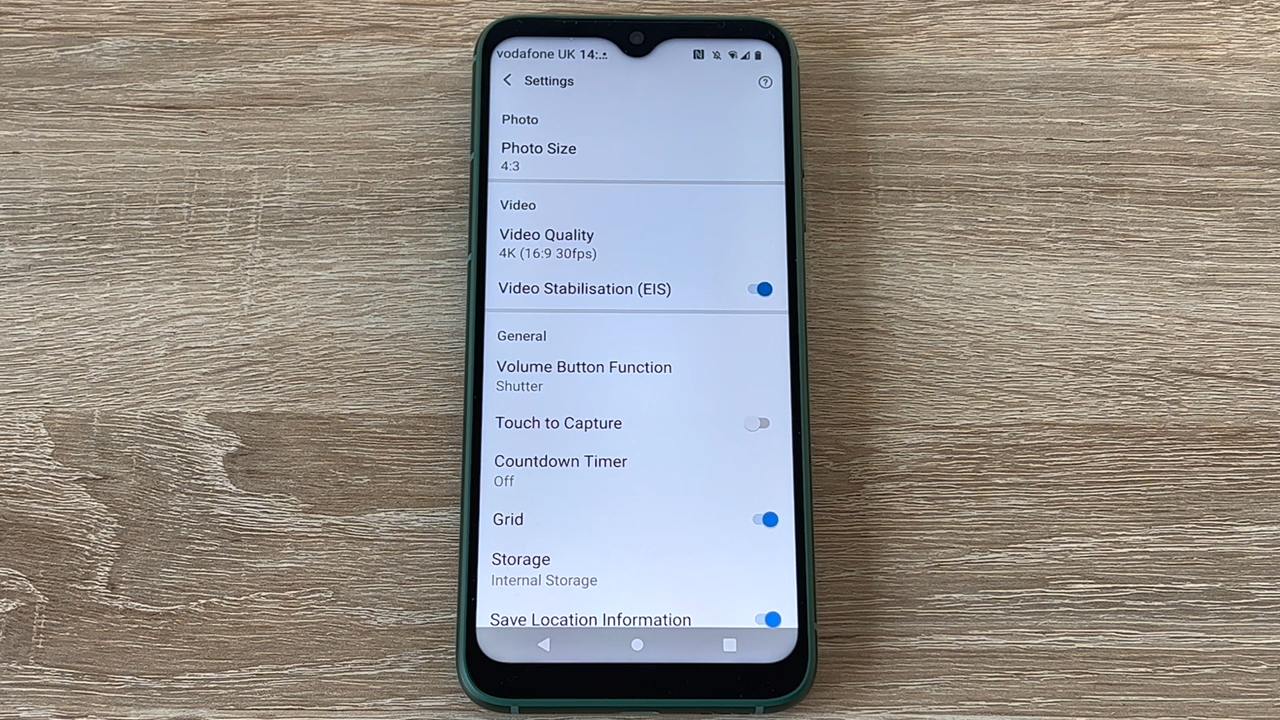 vodafone UK 14:
Settings
Photo
Photo Size
4:3
Video
Video Quality
4K (16:9 30fps)
Video Stabilisation (EIS)
General
Volume Button Function
Shutter
Touch to Capture
Countdown Timer
Off
Grid
Storage
Internal Storage
Save Location Information